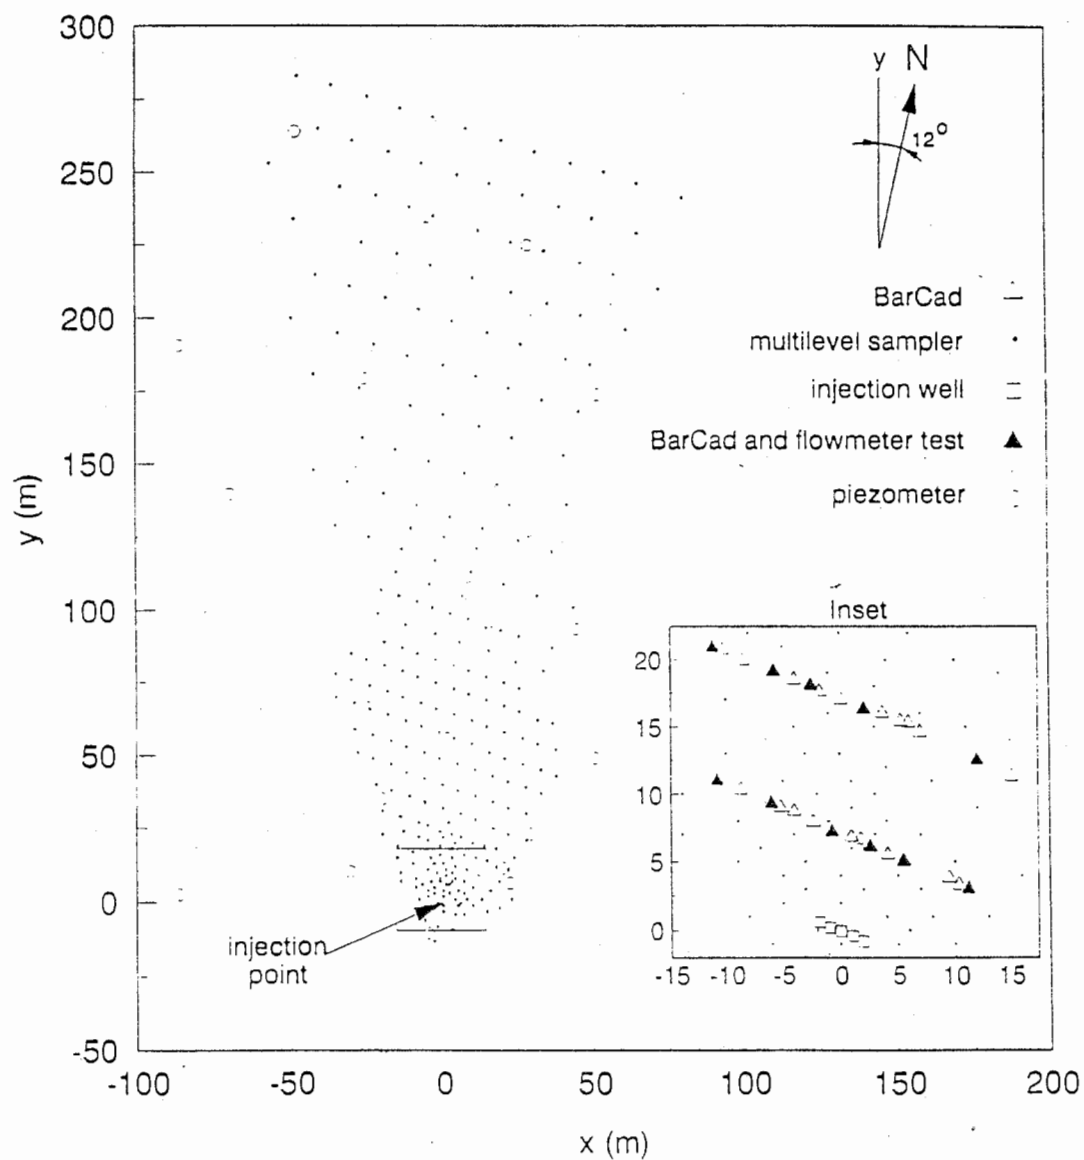 300
250
200
150
100
50
0
-50
y (m)
y N
12°
BarCad
multilevel sampler
injection well
BarCad and flowmeter test
piezometer
Inset
20
15
10
5
0
-15 -10 -5 0 5 10 15
injection
point
-100 -50 0 50 100 150 200
x (m)